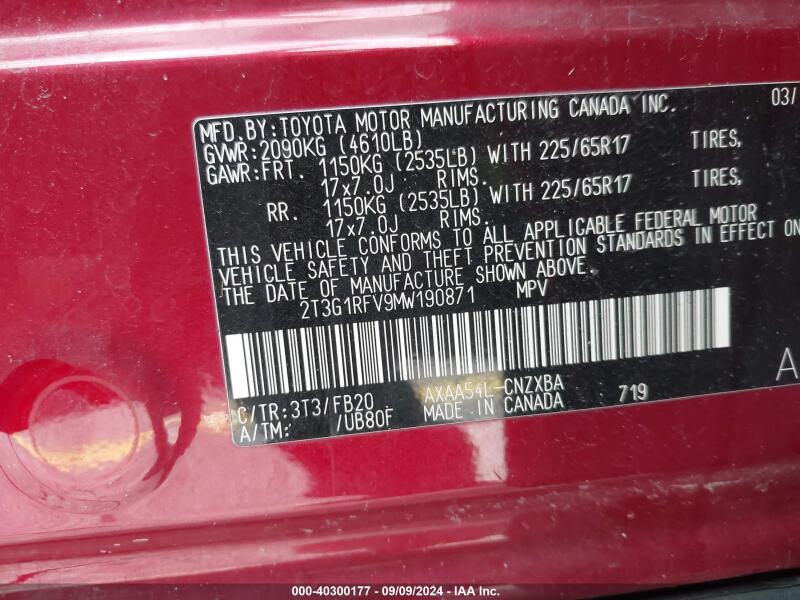 MFD.BY:TOYOTA MOTOR MANUFACTURING CANADA INC. 03/
GVWR:2090KG (4610LB)
GAWR:FRT. 1150KG (2535LB) WITH 225/65R17 TIRES,
17x7.0J RIMS.
RR. 1150KG (2535LB) WITH 225/65R17 TIRES,
17x7.0J RIMS.
THIS VEHICLE CONFORMS TO ALL APPLICABLE FEDERAL MOTOR
VEHICLE SAFETY AND THEFT PREVENTION STANDARDS IN EFFECT ON
THE DATE OF MANUFACTURE SHOWN ABOVE.
2T3G1RFV9MW190871 MPV
C/TR:3T3/FB20 AXAA54L-CNZXBA 719 A
A/TM: /UB80F MADE IN CANADA
000-40300177 - 09/09/2024 - IAA Inc.